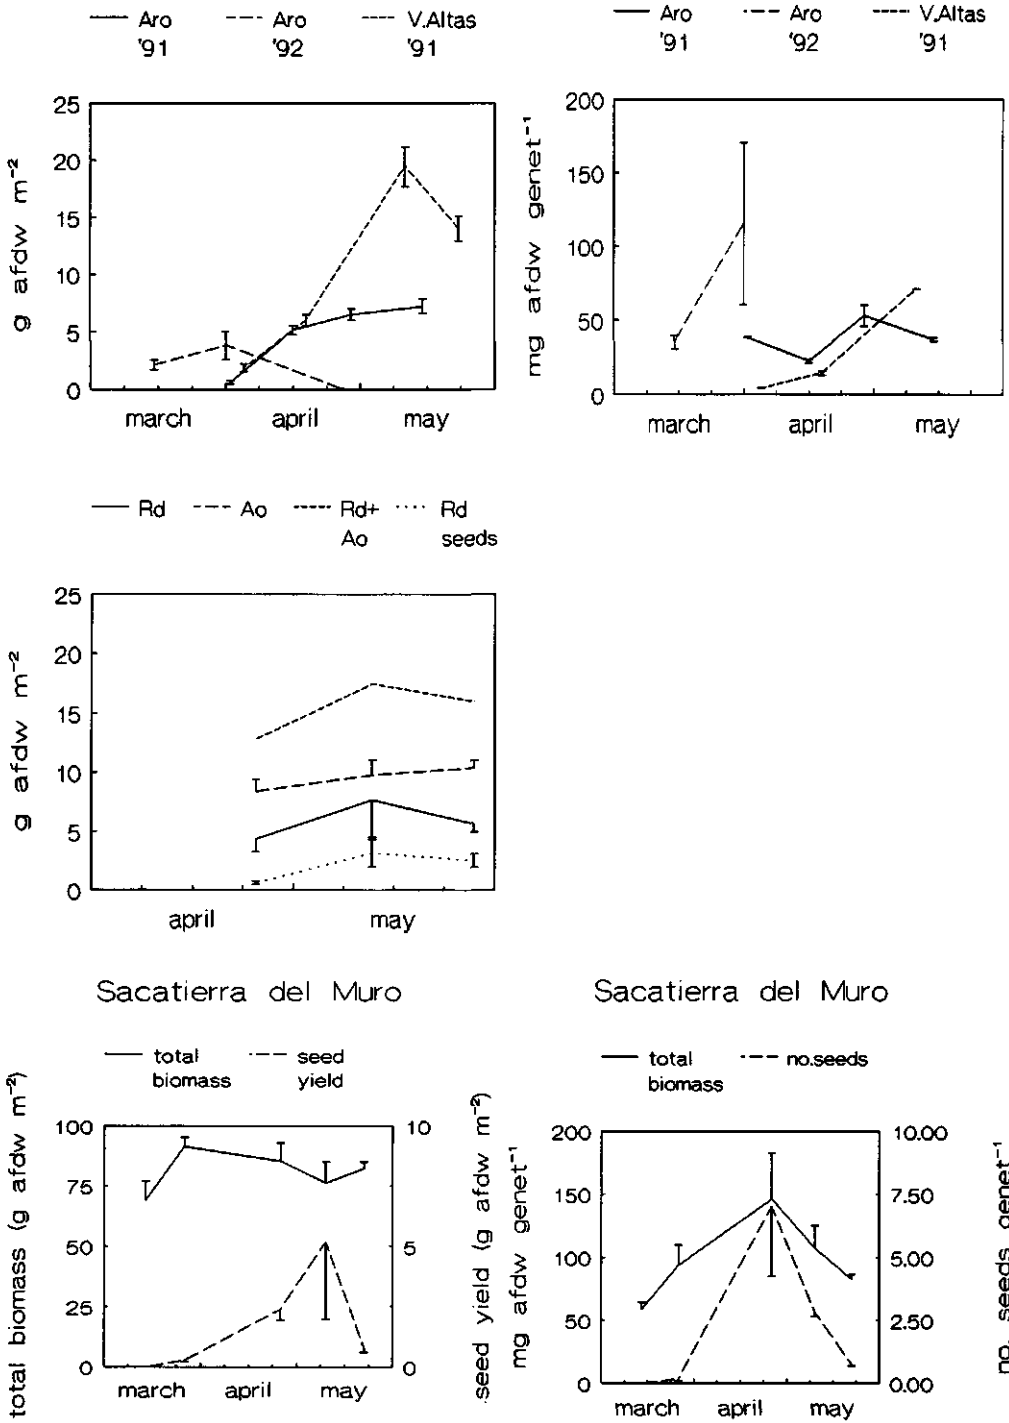 Aro Aro V.Altas
'91 '92 '91
g afdw m⁻²
25
20
15
10
5
0
march april may
Aro Aro V.Altas
'91 '92 '91
mg afdw genet⁻¹
200
150
100
50
0
march april may
Rd Ao Rd+ Rd
Ao seeds
g afdw m⁻²
25
20
15
10
5
0
april may
Sacatierra del Muro
total seed
biomass yield
total biomass (g afdw m⁻²)
100
75
50
25
0
10
5
0
seed yield (g afdw m⁻²)
march april may
Sacatierra del Muro
total no.seeds
biomass
mg afdw genet⁻¹
200
150
100
50
0
10.00
7.50
5.00
2.50
0.00
no. seeds genet⁻¹
march april may